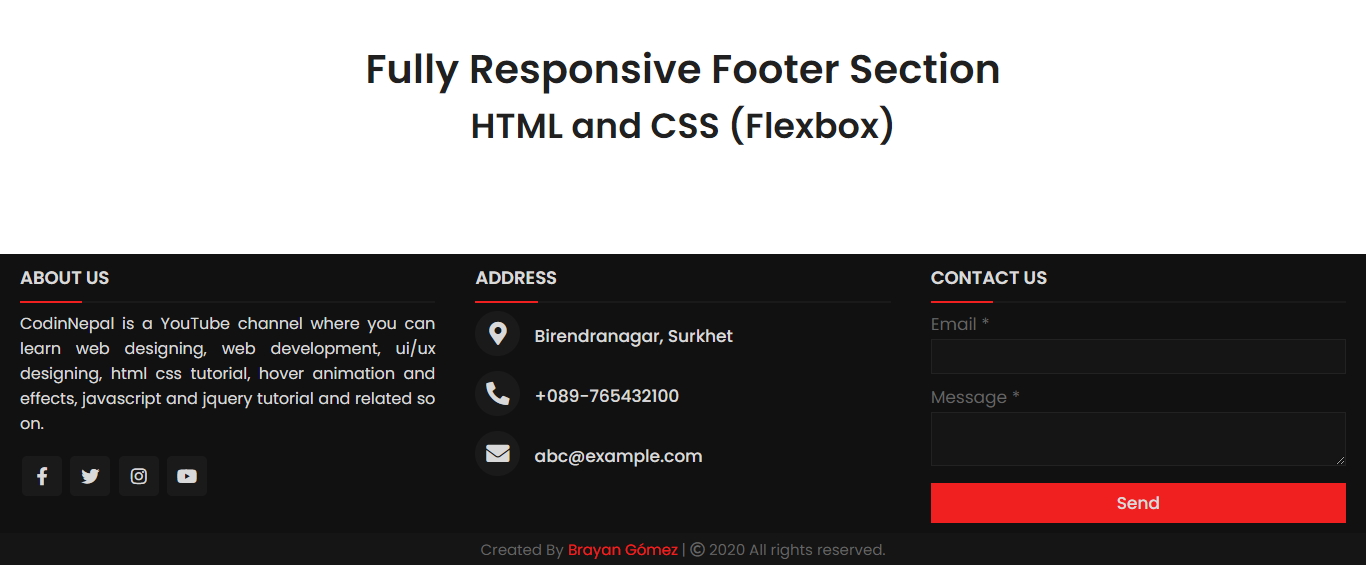 Fully Responsive Footer Section
HTML and CSS (Flexbox)
ABOUT US
CodinNepal is a YouTube channel where you can
learn web designing, web development, ui/ux
designing, html css tutorial, hover animation and
effects, javascript and jquery tutorial and related so
on.
ADDRESS
Birendranagar, Surkhet
+089-765432100
abc@example.com
CONTACT US
Email *
Message *
Send
Created By Brayan Gómez | © 2020 All rights reserved.